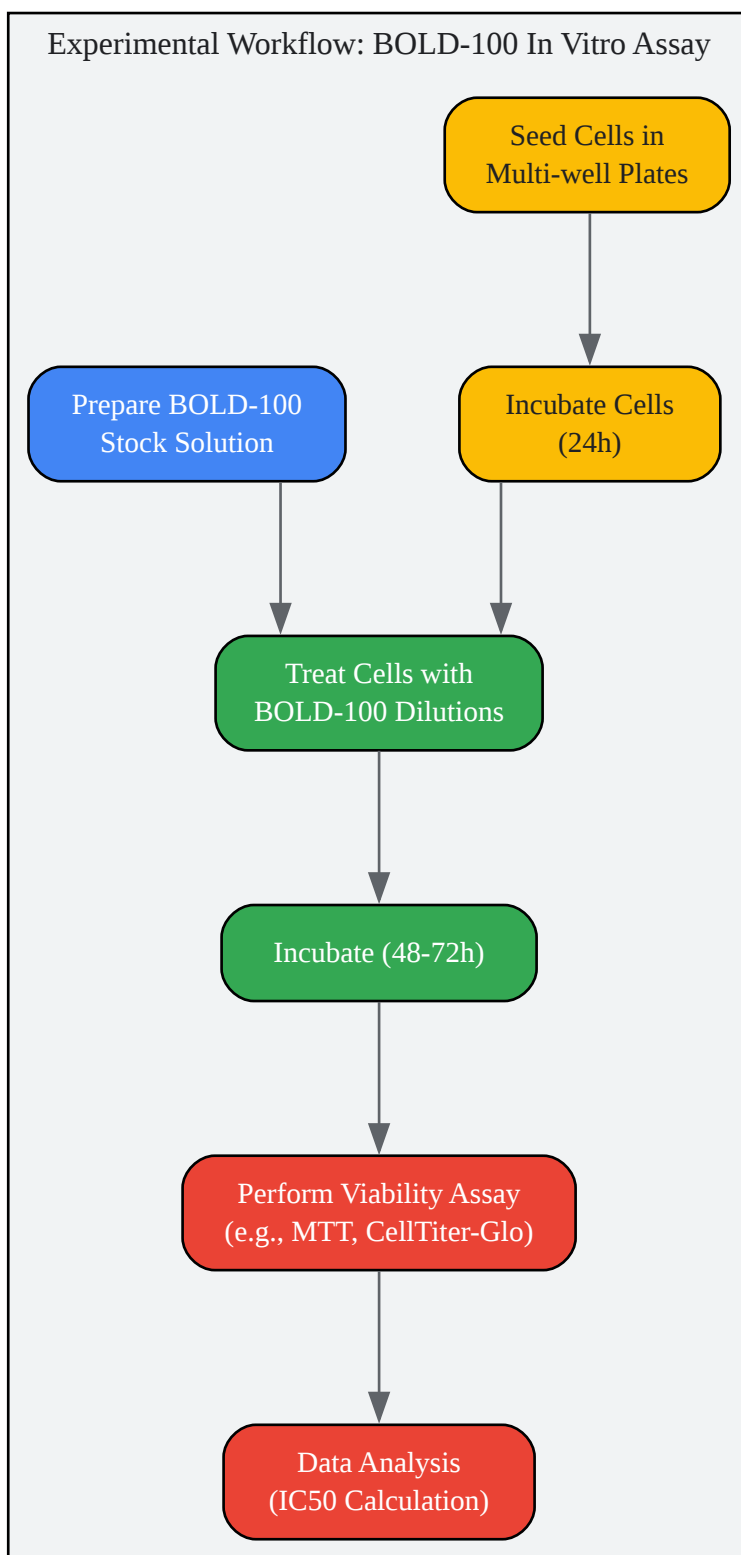 Experimental Workflow: BOLD-100 In Vitro Assay
Seed Cells in
Multi-well Plates
Prepare BOLD-100
Stock Solution
Incubate Cells
(24h)
Treat Cells with
BOLD-100 Dilutions
Incubate (48-72h)
Perform Viability Assay
(e.g., MTT, CellTiter-Glo)
Data Analysis
(IC50 Calculation)